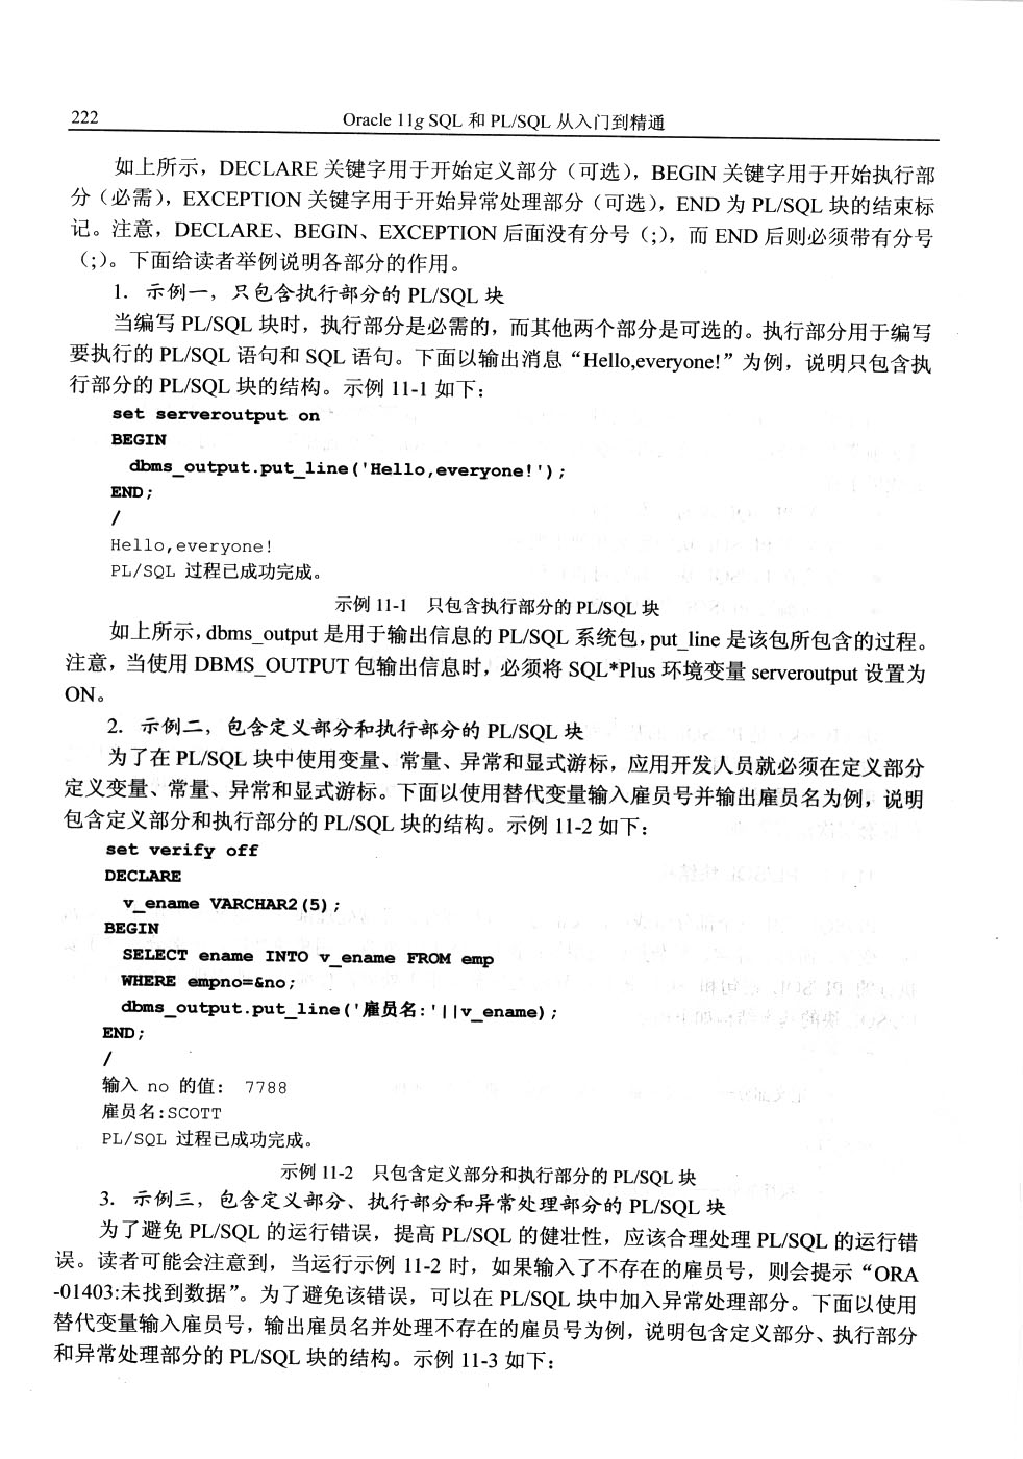 222
Oracle 11g SQL 和 PL/SQL 从入门到精通
如上所示，DECLARE 关键字用于开始定义部分（可选），BEGIN 关键字用于开始执行部
分（必需），EXCEPTION 关键字用于开始异常处理部分（可选），END 为 PL/SQL 块的结束标
记。注意，DECLARE、BEGIN、EXCEPTION 后面没有分号（;），而 END 后则必须带有分号
（;）。下面给读者举例说明各部分的作用。
1. 示例一，只包含执行部分的 PL/SQL 块
当编写 PL/SQL 块时，执行部分是必需的，而其他两个部分是可选的。执行部分用于编写
要执行的 PL/SQL 语句和 SQL 语句。下面以输出消息“Hello,everyone!”为例，说明只包含执
行部分的 PL/SQL 块的结构。示例 11-1 如下：
set serveroutput on
BEGIN
dbms_output.put_line('Hello,everyone!');
END;
/
Hello,everyone!
PL/SQL 过程已成功完成。
示例 11-1 只包含执行部分的 PL/SQL 块
如上所示，dbms_output 是用于输出信息的 PL/SQL 系统包，put_line 是该包所包含的过程。
注意，当使用 DBMS_OUTPUT 包输出信息时，必须将 SQL*Plus 环境变量 serveroutput 设置为
ON。
2. 示例二，包含定义部分和执行部分的 PL/SQL 块
为了在 PL/SQL 块中使用变量、常量、异常和显式游标，应用开发人员就必须在定义部分
定义变量、常量、异常和显式游标。下面以使用替代变量输入雇员号并输出雇员名为例，说明
包含定义部分和执行部分的 PL/SQL 块的结构。示例 11-2 如下：
set verify off
DECLARE
v_ename VARCHAR2(5);
BEGIN
SELECT ename INTO v_ename FROM emp
WHERE empno=&no;
dbms_output.put_line('雇员名:'||v_ename);
END;
/
输入 no 的值： 7788
雇员名:SCOTT
PL/SQL 过程已成功完成。
示例 11-2 只包含定义部分和执行部分的 PL/SQL 块
3. 示例三，包含定义部分、执行部分和异常处理部分的 PL/SQL 块
为了避免 PL/SQL 的运行错误，提高 PL/SQL 的健壮性，应该合理处理 PL/SQL 的运行错
误。读者可能会注意到，当运行示例 11-2 时，如果输入了不存在的雇员号，则会提示“ORA
-01403:未找到数据”。为了避免该错误，可以在 PL/SQL 块中加入异常处理部分。下面以使用
替代变量输入雇员号，输出雇员名并处理不存在的雇员号为例，说明包含定义部分、执行部分
和异常处理部分的 PL/SQL 块的结构。示例 11-3 如下：